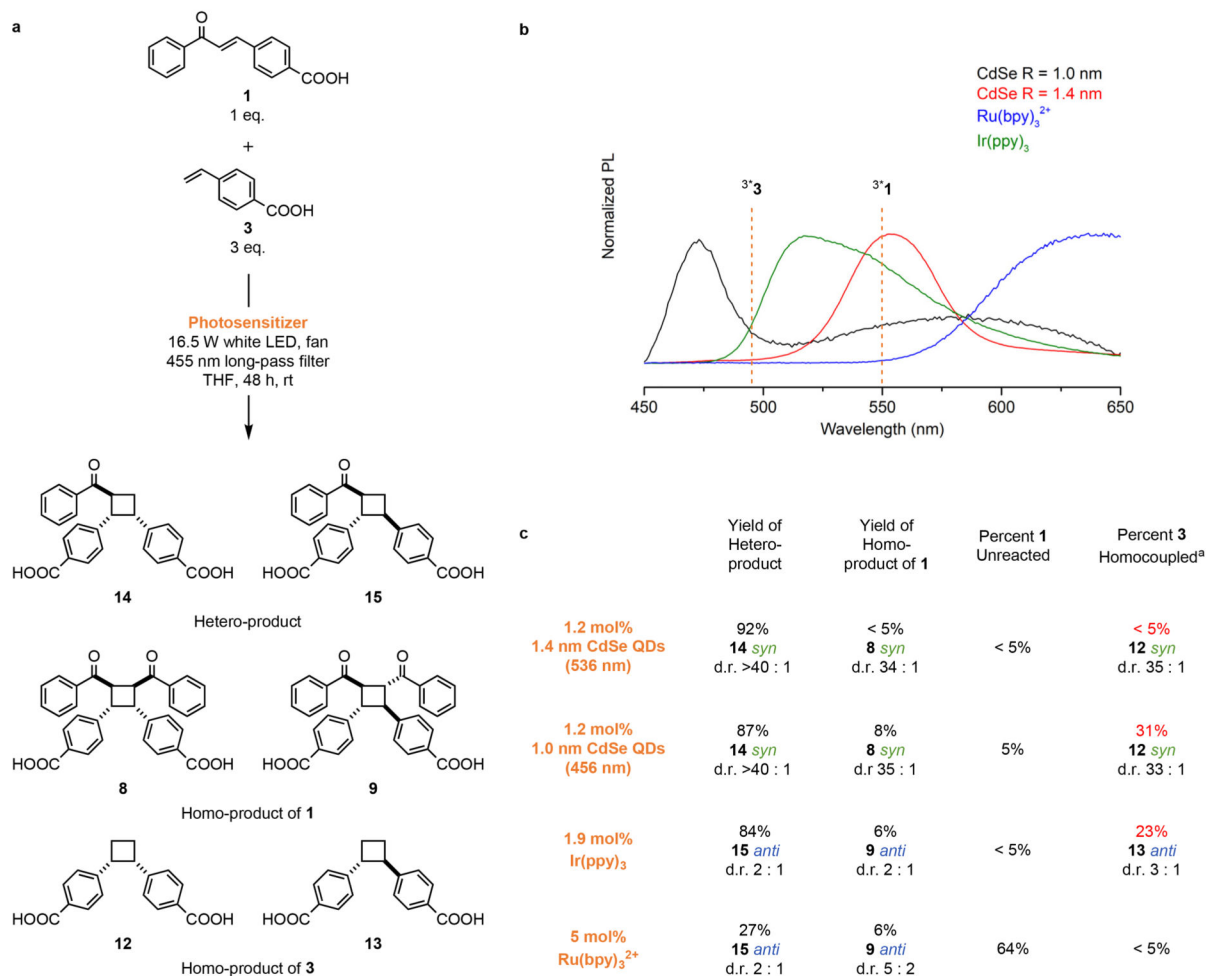 a
O
COOH
1
1 eq.
+
COOH
3
3 eq.
Photosensitizer
16.5 W white LED, fan
455 nm long-pass filter
THF, 48 h, rt
O
O
HOOC
COOH
HOOC
COOH
14
15
Hetero-product
O
O
O
O
HOOC
COOH
HOOC
COOH
8
9
Homo-product of 1
HOOC
COOH
HOOC
COOH
12
13
Homo-product of 3
b
CdSe R = 1.0 nm
CdSe R = 1.4 nm
Ru(bpy)₃²⁺
Ir(ppy)₃
³*3
³*1
Normalized PL
450
500
550
600
650
Wavelength (nm)
c
Yield of Hetero-product
Yield of Homo-product of 1
Percent 1 Unreacted
Percent 3 Homocoupledᵃ
1.2 mol%
1.4 nm CdSe QDs
(536 nm)
92%
14 syn
d.r. >40 : 1
< 5%
8 syn
d.r. 34 : 1
< 5%
< 5%
12 syn
d.r. 35 : 1
1.2 mol%
1.0 nm CdSe QDs
(456 nm)
87%
14 syn
d.r. >40 : 1
8%
8 syn
d.r. 35 : 1
5%
31%
12 syn
d.r. 33 : 1
1.9 mol%
Ir(ppy)₃
84%
15 anti
d.r. 2 : 1
6%
9 anti
d.r. 2 : 1
< 5%
23%
13 anti
d.r. 3 : 1
5 mol%
Ru(bpy)₃²⁺
27%
15 anti
d.r. 2 : 1
6%
9 anti
d.r. 5 : 2
64%
< 5%